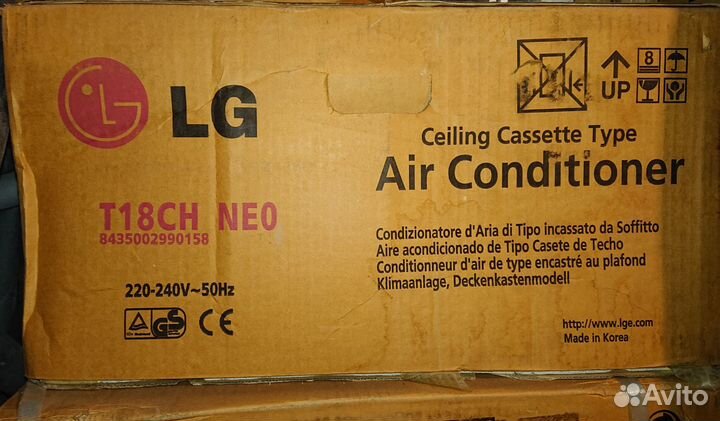 LG
UP
8
Ceiling Cassette Type
Air Conditioner
T18CH NE0
8435002990158
Condizionatore d'Aria di Tipo incassato da Soffitto
Aire acondicionado de Tipo Casete de Techo
Conditionneur d'air de type encastré au plafond
Klimaanlage, Deckenkastenmodell
220-240V~50Hz
GS
CE
http://www.lge.com
Made in Korea
Avito